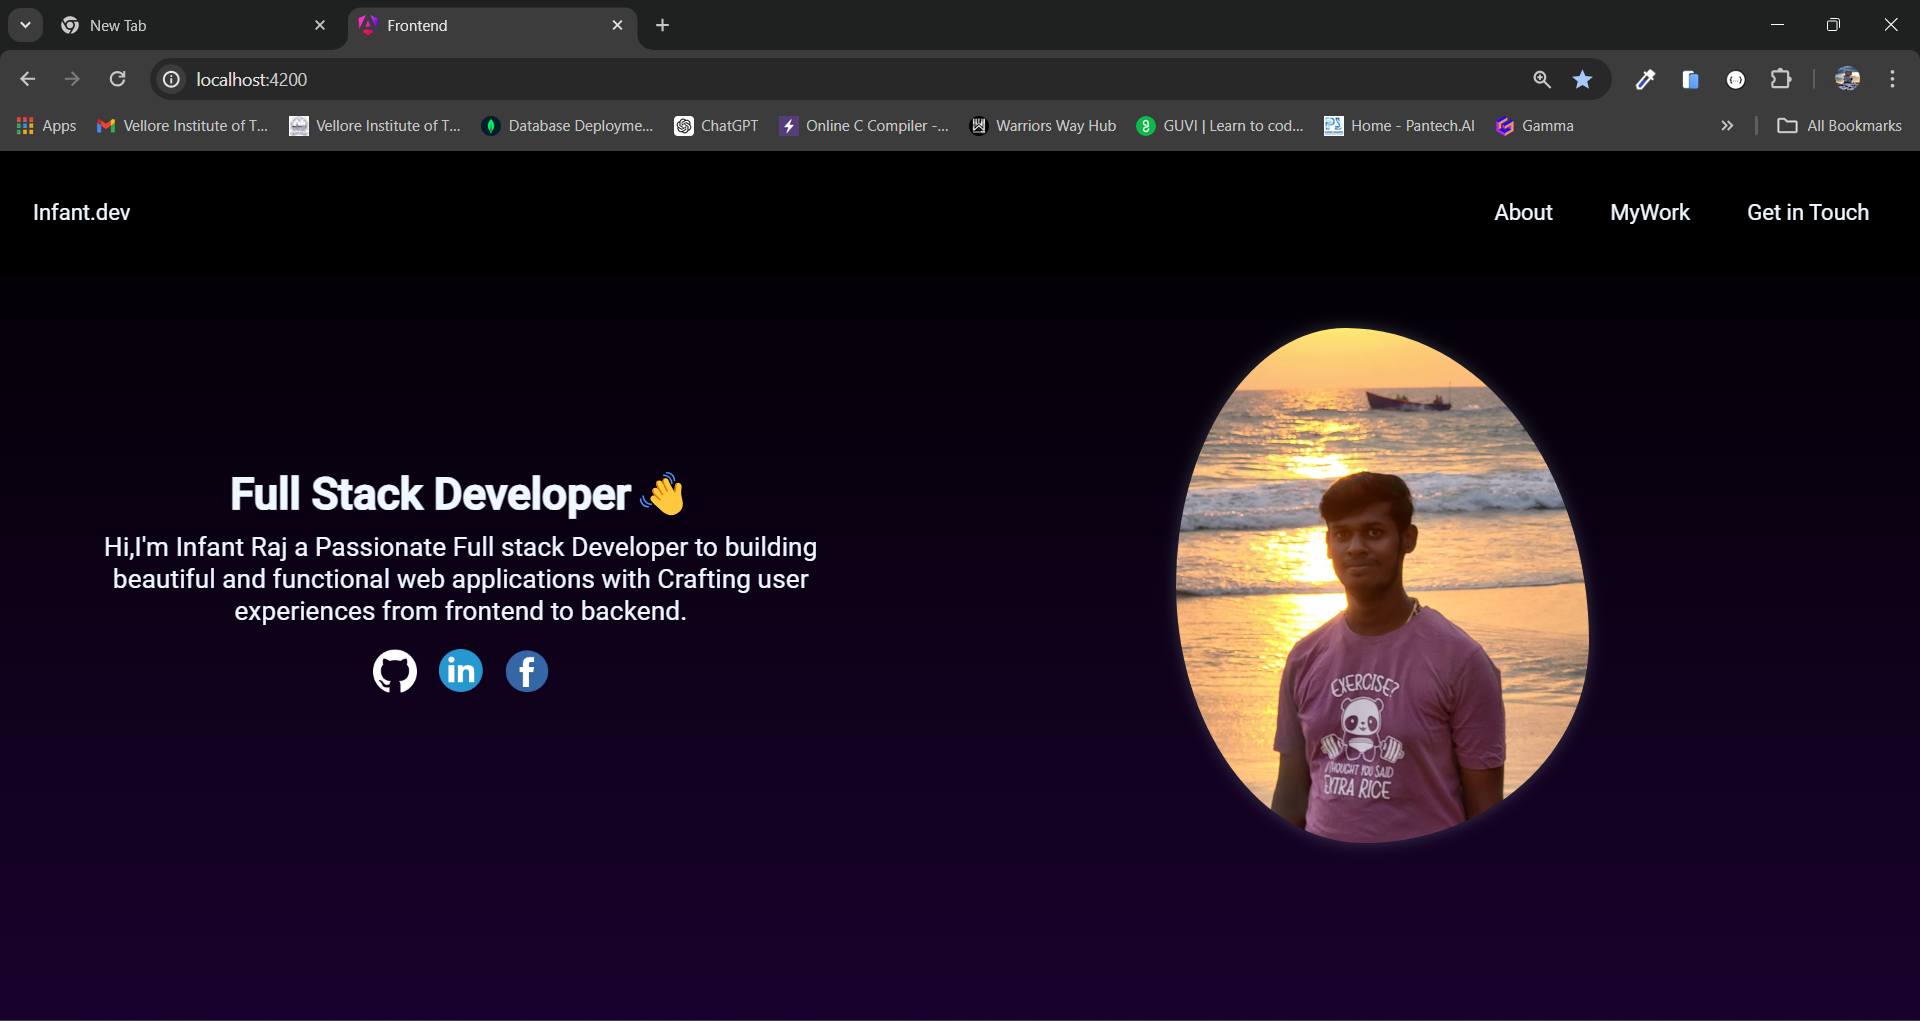 New Tab
Frontend
localhost:4200
Apps
Vellore Institute of T...
Vellore Institute of T...
Database Deployme...
ChatGPT
Online C Compiler -...
Warriors Way Hub
GUVI | Learn to cod...
Home - Pantech.AI
Gamma
All Bookmarks
Infant.dev
About
MyWork
Get in Touch
Full Stack Developer 👋
Hi,I'm Infant Raj a Passionate Full stack Developer to building
beautiful and functional web applications with Crafting user
experiences from frontend to backend.
in
f
EXERCISE?
I THOUGHT YOU SAID
EXTRA RICE